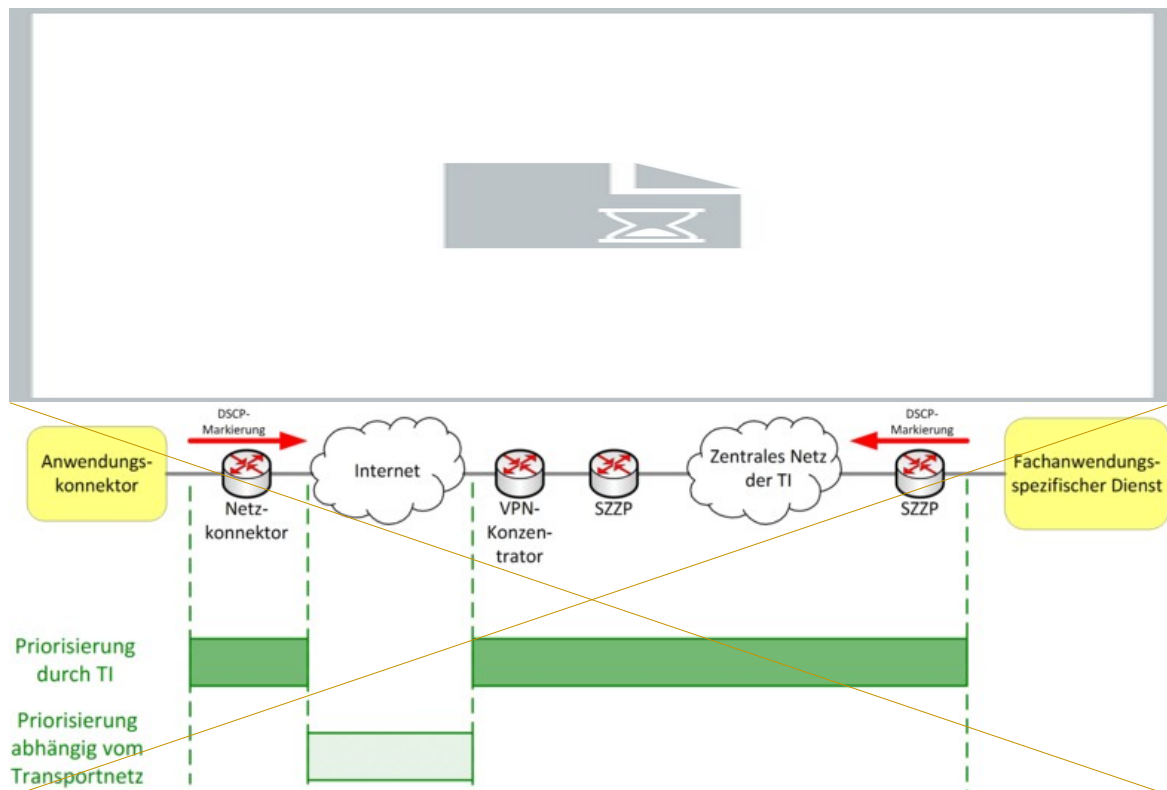 DSCP-
Markierung
DSCP-
Markierung
Anwendungs-
konnektor
Internet
Zentrales Netz
der TI
Fachanwendungs-
spezifischer Dienst
Netz-
konnektor
VPN-
Konzen-
trator
SZZP
SZZP
Priorisierung
durch TI
Priorisierung
abhängig vom
Transportnetz